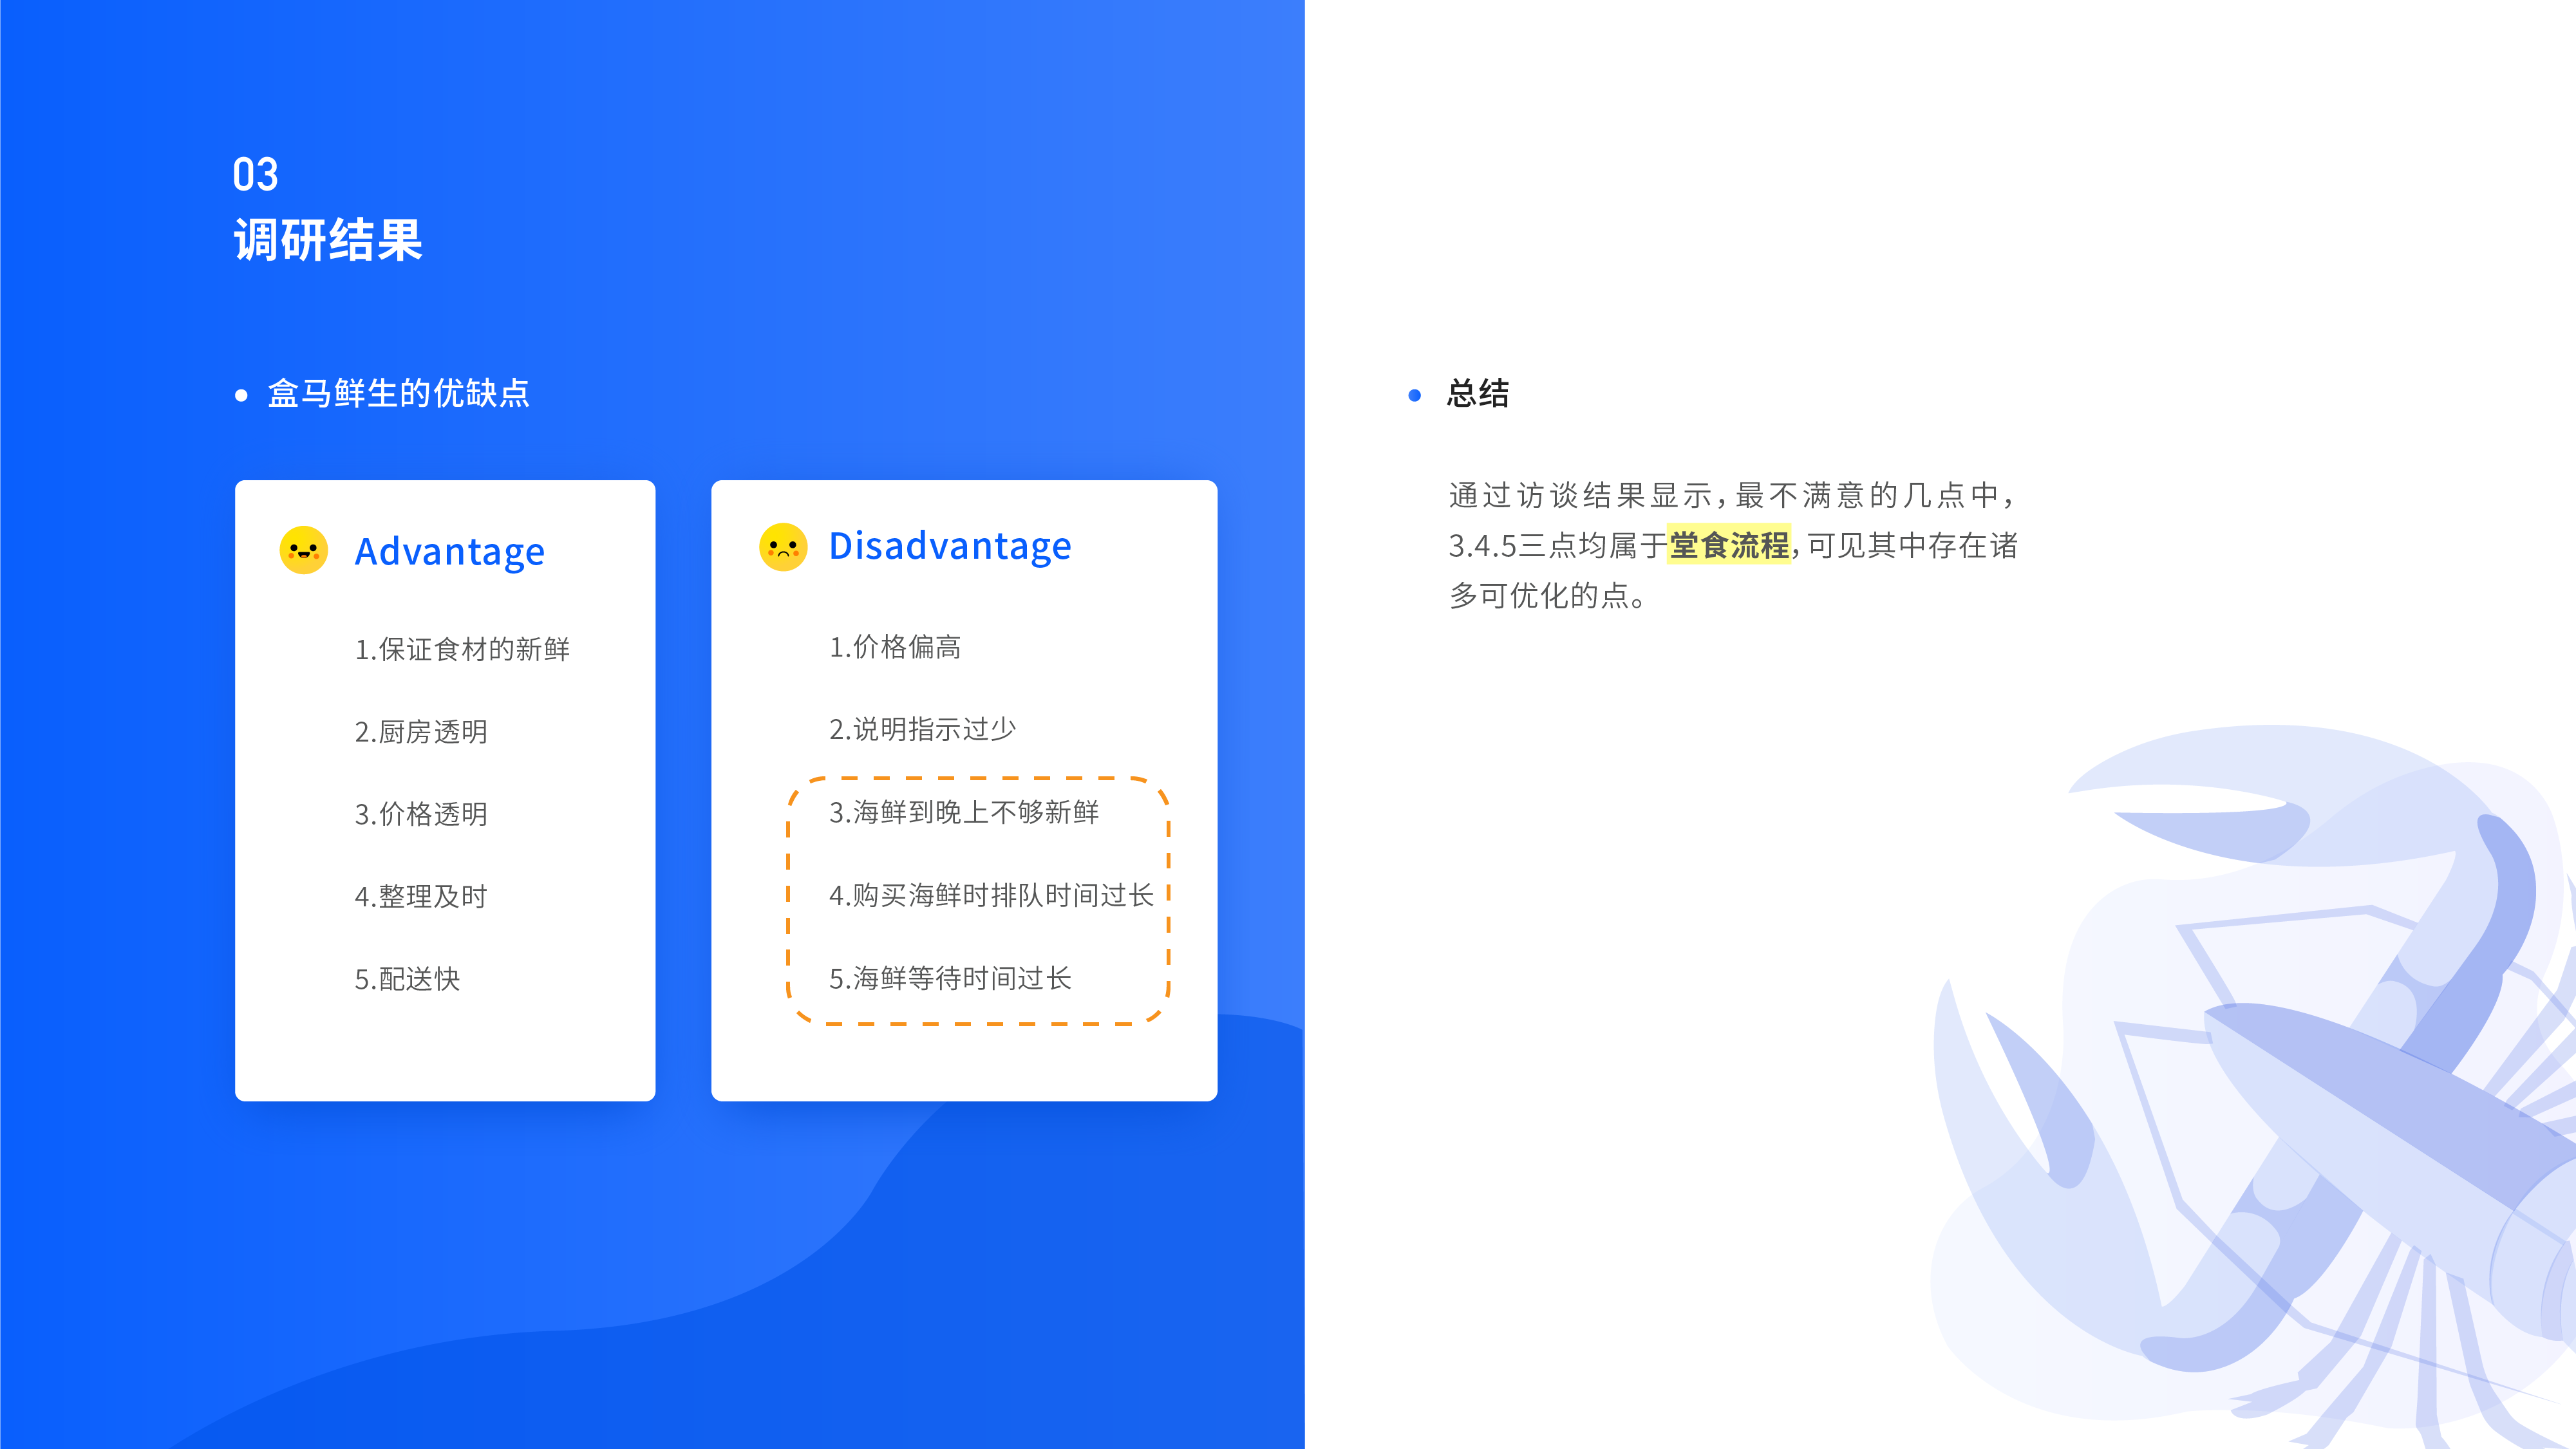 03
调研结果
盒马鲜生的优缺点
Advantage
1.保证食材的新鲜
2.厨房透明
3.价格透明
4.整理及时
5.配送快
Disadvantage
1.价格偏高
2.说明指示过少
3.海鲜到晚上不够新鲜
4.购买海鲜时排队时间过长
5.海鲜等待时间过长
总结
通过访谈结果显示，最不满意的几点中，
3.4.5三点均属于堂食流程，可见其中存在诸
多可优化的点。